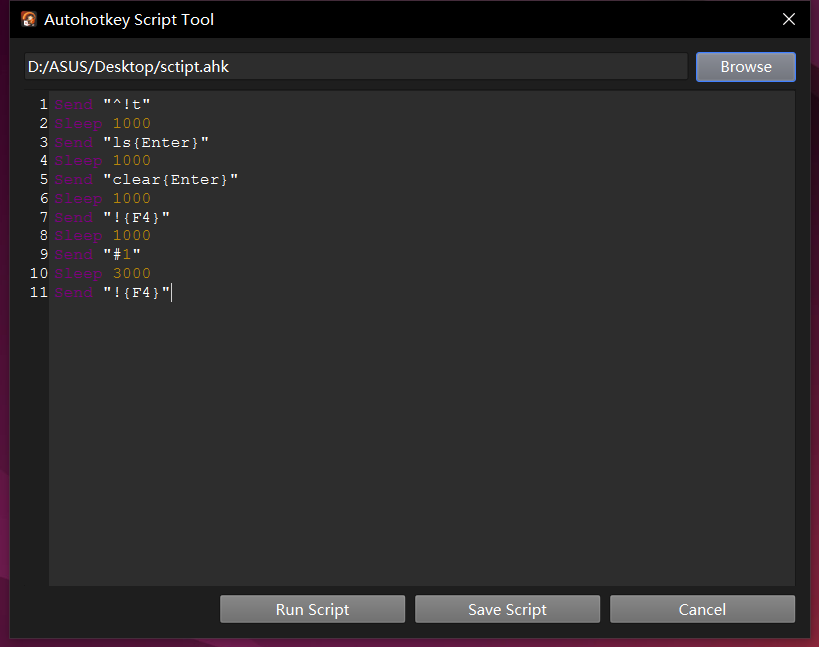 Autohotkey Script Tool
D:/ASUS/Desktop/sctipt.ahk
Browse
1 Send "^!t"
2 Sleep 1000
3 Send "ls{Enter}"
4 Sleep 1000
5 Send "clear{Enter}"
6 Sleep 1000
7 Send "!{F4}"
8 Sleep 1000
9 Send "#1"
10 Sleep 3000
11 Send "!{F4}"
Run Script
Save Script
Cancel